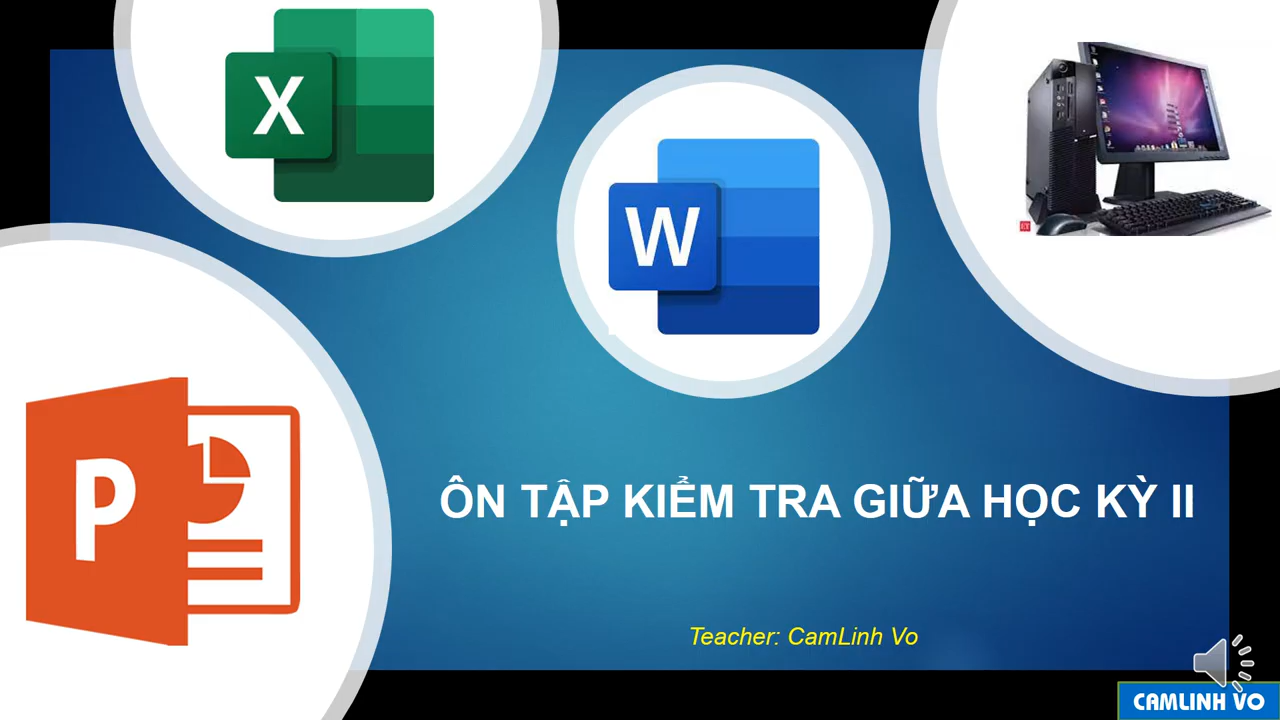 X
W
P
ÔN TẬP KIỂM TRA GIỮA HỌC KỲ II
Teacher: CamLinh Vo
CAMLINH VO